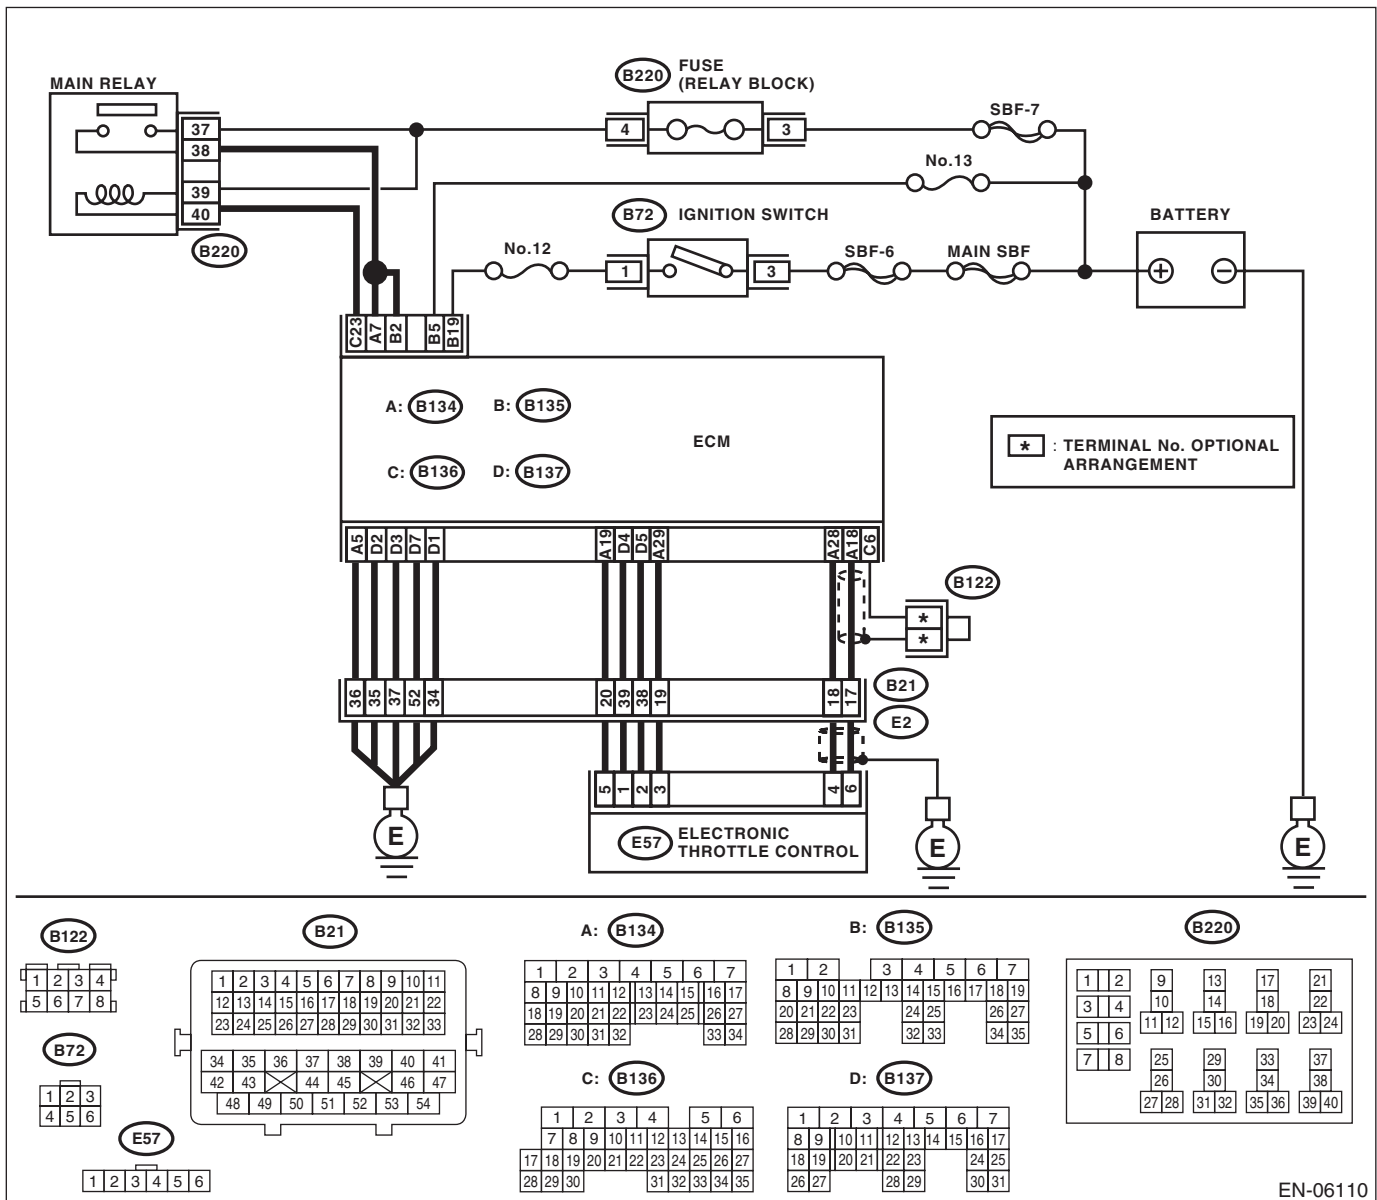 MAIN RELAY
B220
FUSE
(RELAY BLOCK)
SBF-7
37
38
39
40
4
3
No.13
B220
B72
IGNITION SWITCH
BATTERY
No.12
1
3
SBF-6
MAIN SBF
+
−
C23
A7
B2
B5
B19
A: B134
B: B135
C: B136
D: B137
ECM
* : TERMINAL No. OPTIONAL
ARRANGEMENT
A5
D2
D3
D7
D1
A19
D4
D5
A29
A28
A18
C6
B122
*
*
36
35
37
52
34
20
39
38
19
18
17
B21
E2
5
1
2
3
4
6
E57
ELECTRONIC
THROTTLE CONTROL
E
E
E
B122
1 2 3 4
5 6 7 8
B72
1 2 3
4 5 6
E57
1 2 3 4 5 6
B21
1 2 3 4 5 6 7 8 9 10 11
12 13 14 15 16 17 18 19 20 21 22
23 24 25 26 27 28 29 30 31 32 33
34 35 36 37 38 39 40 41
42 43 44 45 46 47
48 49 50 51 52 53 54
A: B134
1 2 3 4 5 6 7
8 9 10 11 12 13 14 15 16 17
18 19 20 21 22 23 24 25 26 27
28 29 30 31 32 33 34
B: B135
1 2 3 4 5 6 7
8 9 10 11 12 13 14 15 16 17 18 19
20 21 22 23 24 25 26 27
28 29 30 31 32 33 34 35
C: B136
1 2 3 4 5 6
7 8 9 10 11 12 13 14 15 16
17 18 19 20 21 22 23 24 25 26 27
28 29 30 31 32 33 34 35
D: B137
1 2 3 4 5 6 7
8 9 10 11 12 13 14 15 16 17
18 19 20 21 22 23 24 25
26 27 28 29 30 31
B220
1 2 9 13 17 21
3 4 10 14 18 22
5 6 11 12 15 16 19 20 23 24
7 8 25 29 33 37
26 30 34 38
27 28 31 32 35 36 39 40
EN-06110